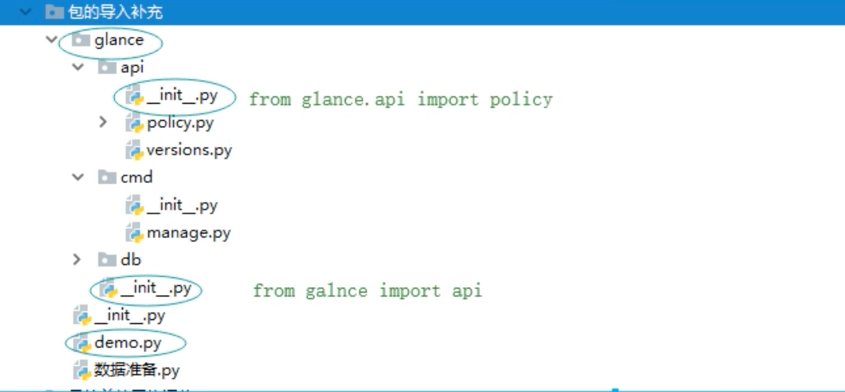 包的导入补充
glance
api
__init__.py from glance.api import policy
policy.py
versions.py
cmd
__init__.py
manage.py
db
__init__.py from galnce import api
__init__.py
demo.py
数据准备.py